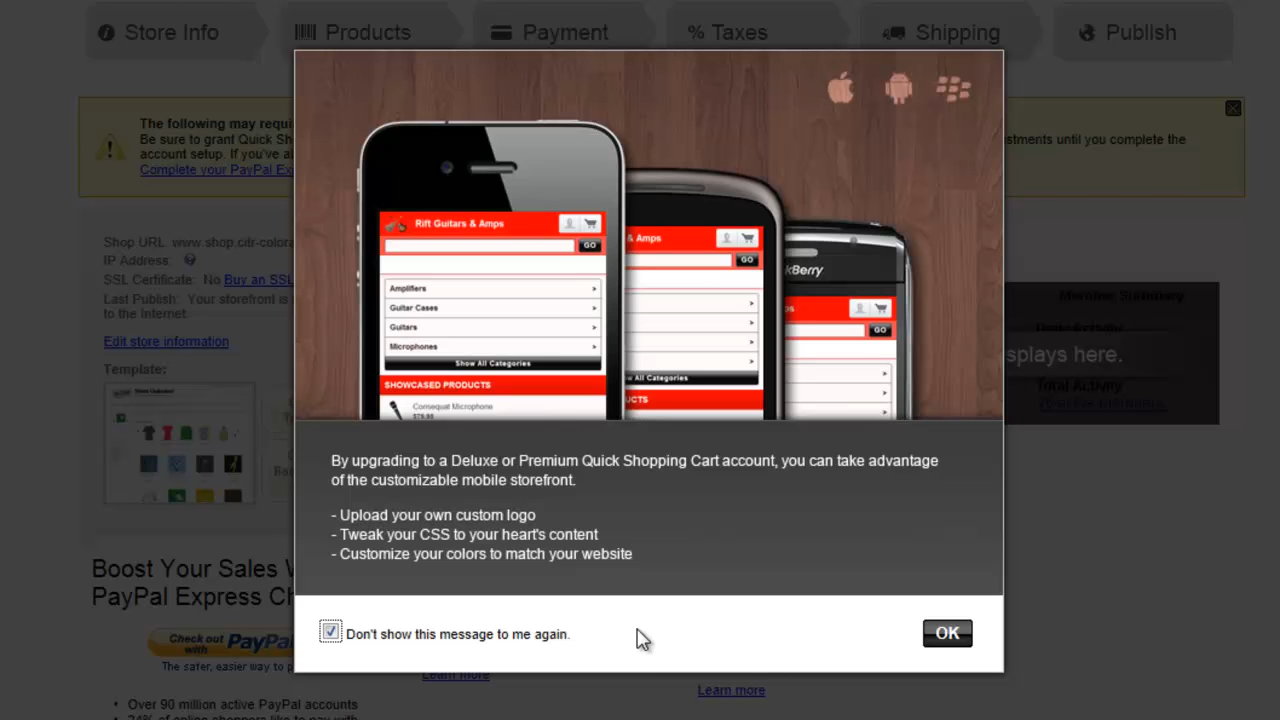 Store Info
Products
Payment
% Taxes
Shipping
Publish
The following may requi
Be sure to grant Quick Sh
stments until you complete the
account setup. If you've a
Complete your PayPal Ex
Shop URL www.shop.citr-colora
IP Address:
SSL Certificate: No Buy an SSL
Last Publish: Your storefront is
to the Internet.
Edit store information
Template:
Rift Guitars & Amps
GO
Amplifiers
Guitar Cases
Guitars
Microphones
Show All Categories
SHOWCASED PRODUCTS
Consequat Microphone
$79.95
& Amps
GO
w All Categories
UCTS
kBerry
ps
GO
splays here.
Total Activity
By upgrading to a Deluxe or Premium Quick Shopping Cart account, you can take advantage
of the customizable mobile storefront.
- Upload your own custom logo
- Tweak your CSS to your heart's content
- Customize your colors to match your website
Don't show this message to me again.
OK
Boost Your Sales W
PayPal Express Ch
Check out
with PayPal
The safer, easier way to p
• Over 90 million active PayPal accounts
Learn more
Learn more